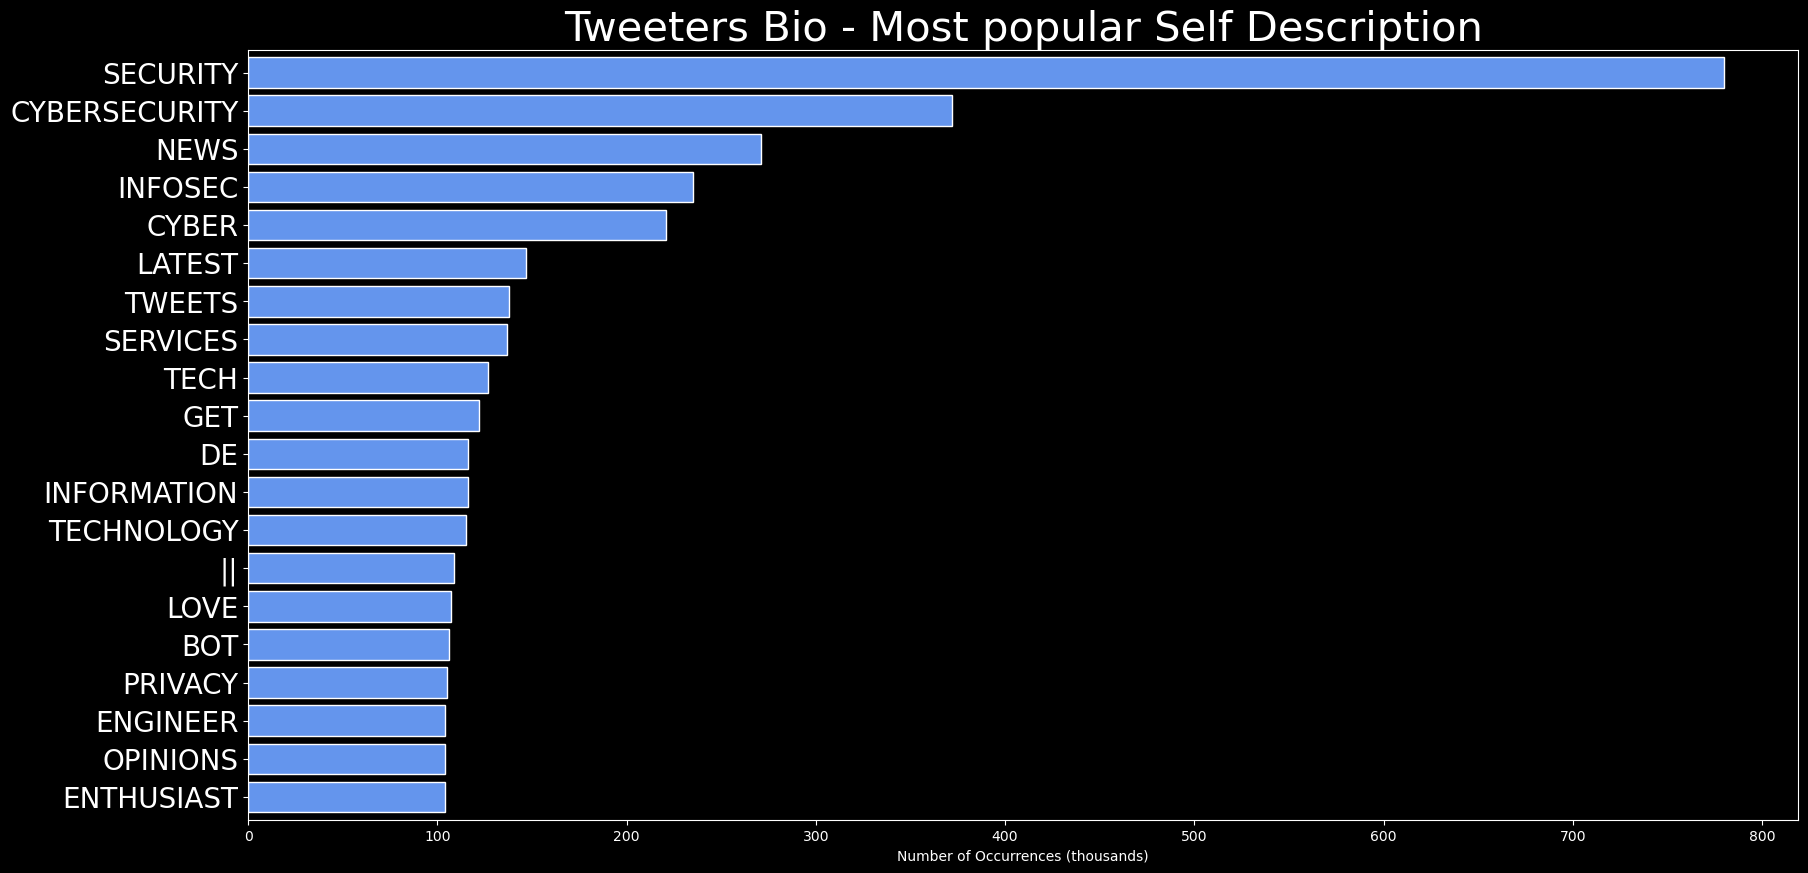 Tweeters Bio - Most popular Self Description
SECURITY
CYBERSECURITY
NEWS
INFOSEC
CYBER
LATEST
TWEETS
SERVICES
TECH
GET
DE
INFORMATION
TECHNOLOGY
||
LOVE
BOT
PRIVACY
ENGINEER
OPINIONS
ENTHUSIAST
0 100 200 300 400 500 600 700 800
Number of Occurrences (thousands)